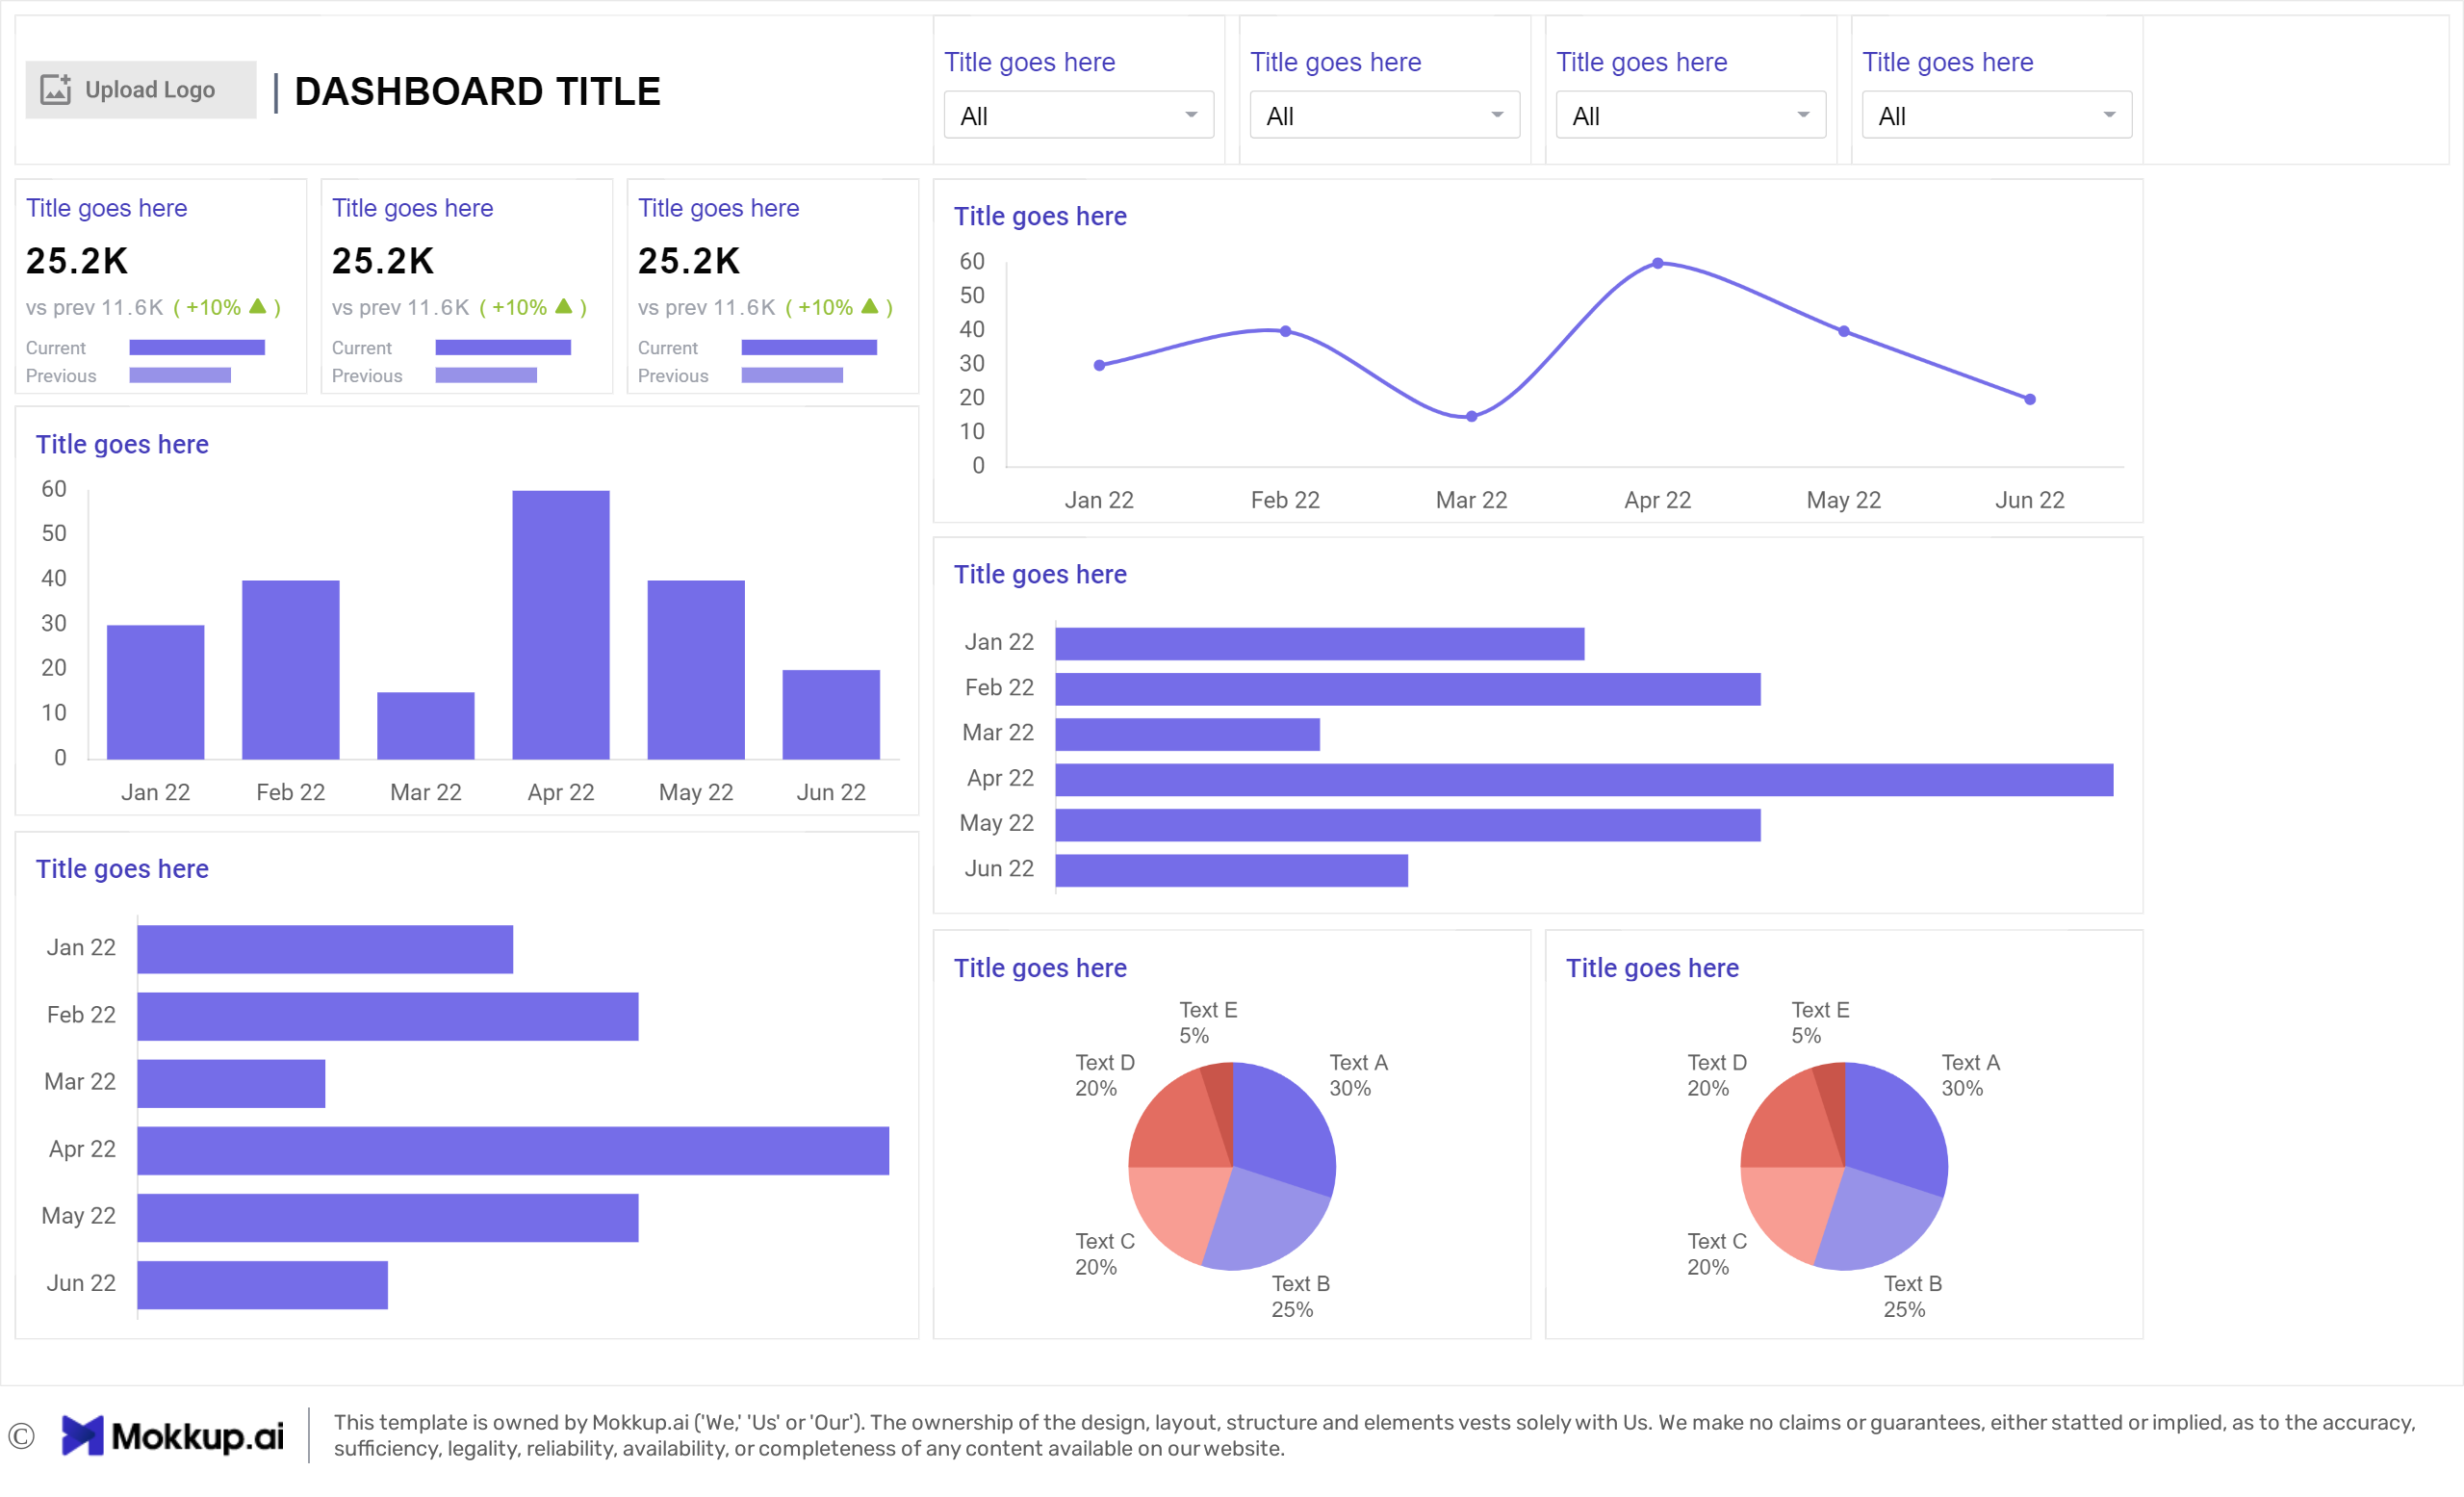 Upload Logo
DASHBOARD TITLE
Title goes here
All
Title goes here
All
Title goes here
All
Title goes here
All
Title goes here
25.2K
vs prev 11.6K ( +10% ▲ )
Current
Previous
Title goes here
25.2K
vs prev 11.6K ( +10% ▲ )
Current
Previous
Title goes here
25.2K
vs prev 11.6K ( +10% ▲ )
Current
Previous
Title goes here
60
50
40
30
20
10
0
Jan 22 Feb 22 Mar 22 Apr 22 May 22 Jun 22
Title goes here
60
50
40
30
20
10
0
Jan 22 Feb 22 Mar 22 Apr 22 May 22 Jun 22
Title goes here
Jan 22
Feb 22
Mar 22
Apr 22
May 22
Jun 22
Title goes here
Jan 22
Feb 22
Mar 22
Apr 22
May 22
Jun 22
Title goes here
Text E
5%
Text D
20%
Text A
30%
Text C
20%
Text B
25%
Title goes here
Text E
5%
Text D
20%
Text A
30%
Text C
20%
Text B
25%
© Mokkup.ai
This template is owned by Mokkup.ai ('We,' 'Us' or 'Our'). The ownership of the design, layout, structure and elements vests solely with Us. We make no claims or guarantees, either statted or implied, as to the accuracy,
sufficiency, legality, reliability, availability, or completeness of any content available on our website.